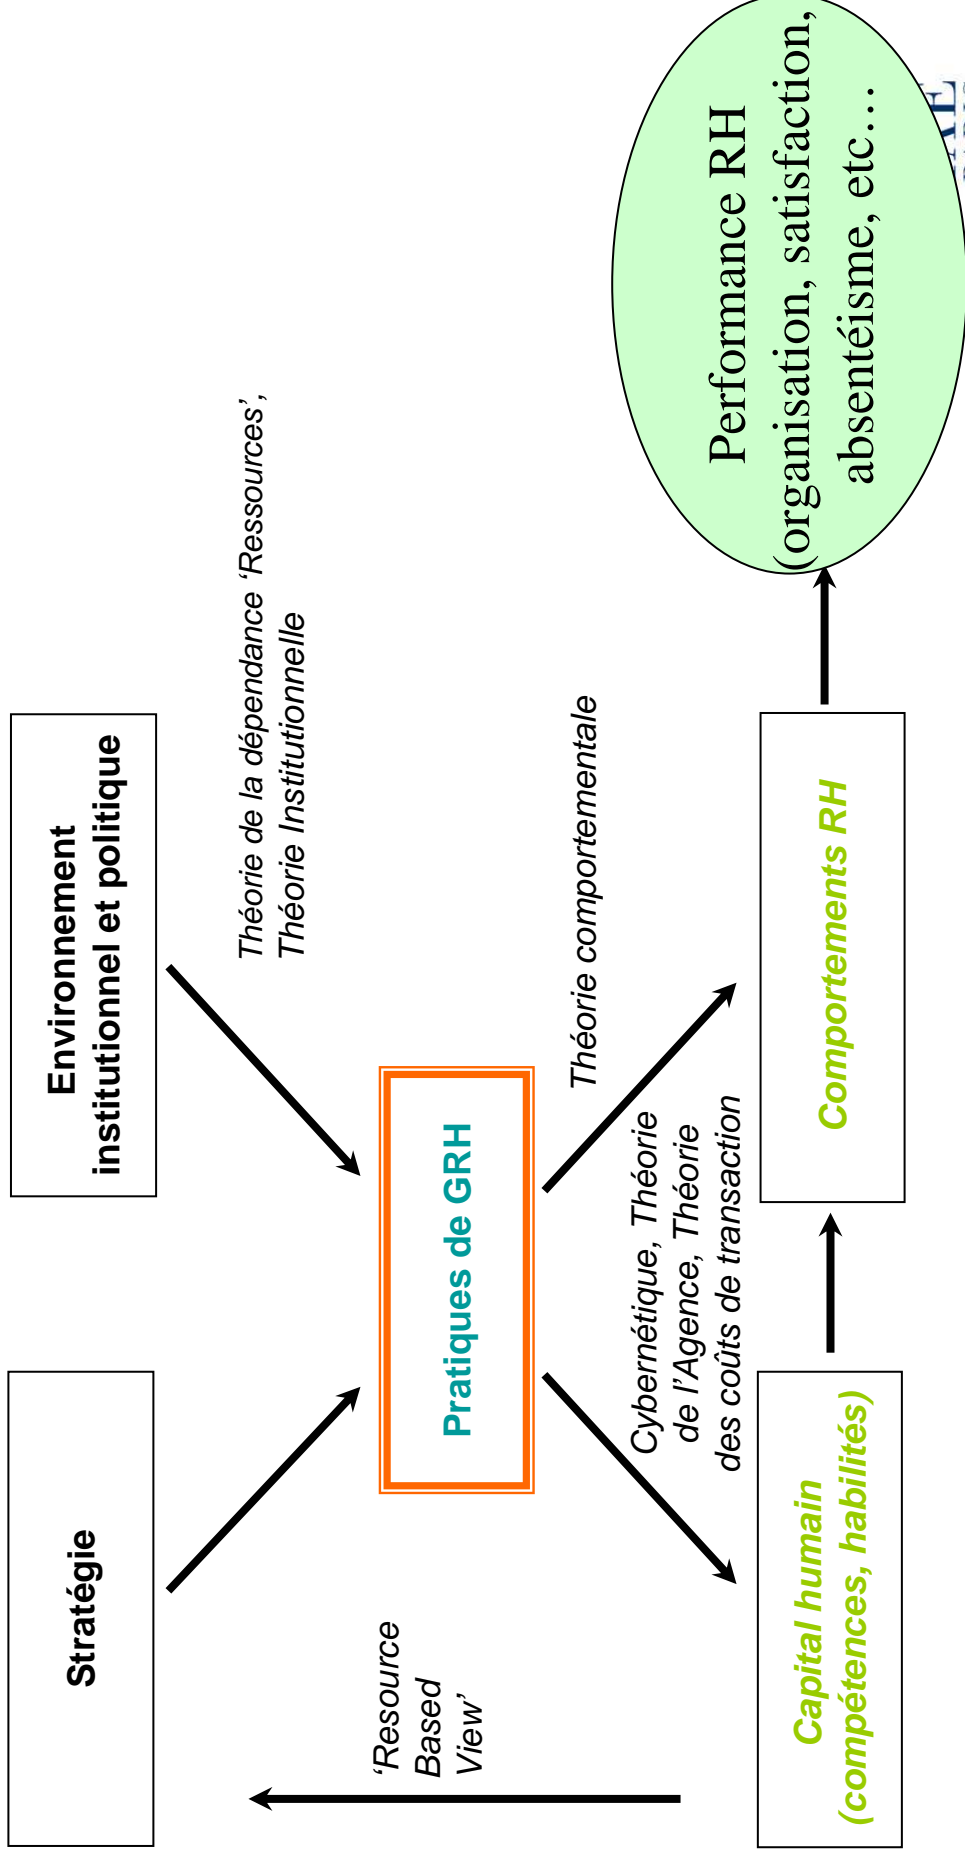 Stratégie
Environnement
institutionnel et politique
Théorie de la dépendance ‘Ressources’,
Théorie Institutionnelle
‘Resource
Based
View’
Pratiques de GRH
Théorie comportementale
Cybernétique, Théorie
de l’Agence, Théorie
des coûts de transaction
Capital humain
(compétences, habilités)
Comportements RH
Performance RH
(organisation, satisfaction,
absentéisme, etc…